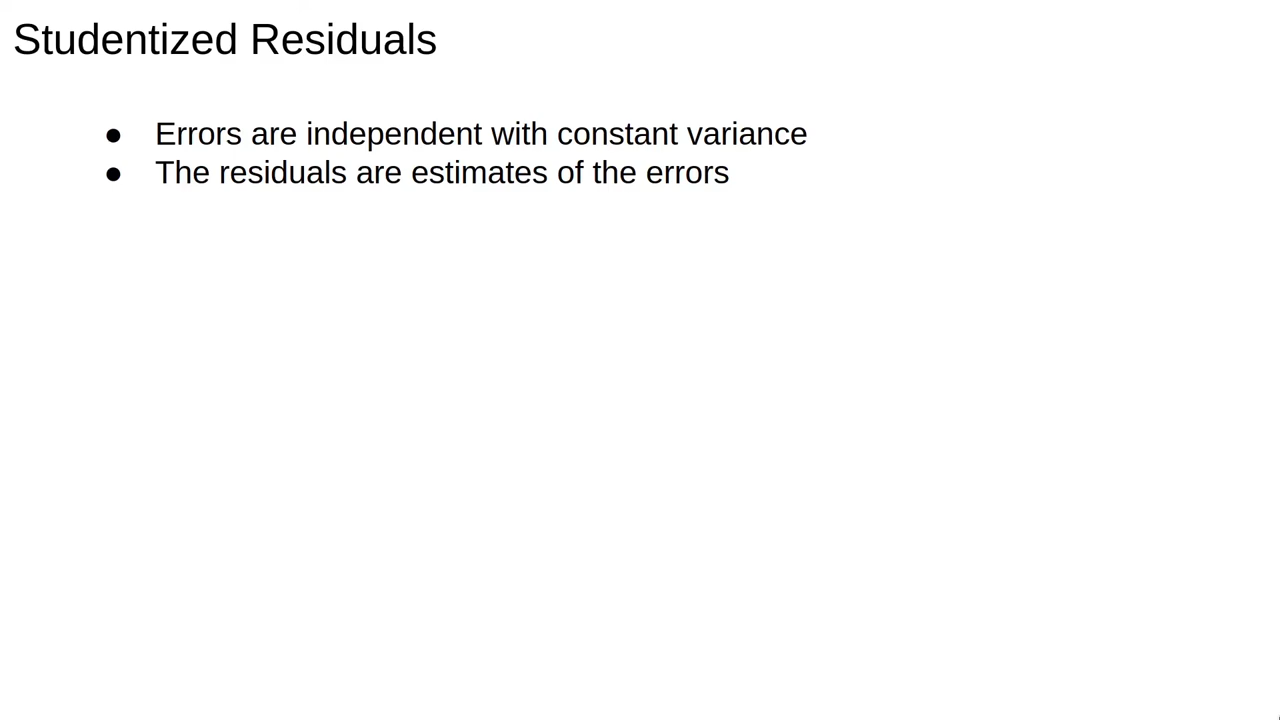 Studentized Residuals
● Errors are independent with constant variance
● The residuals are estimates of the errors